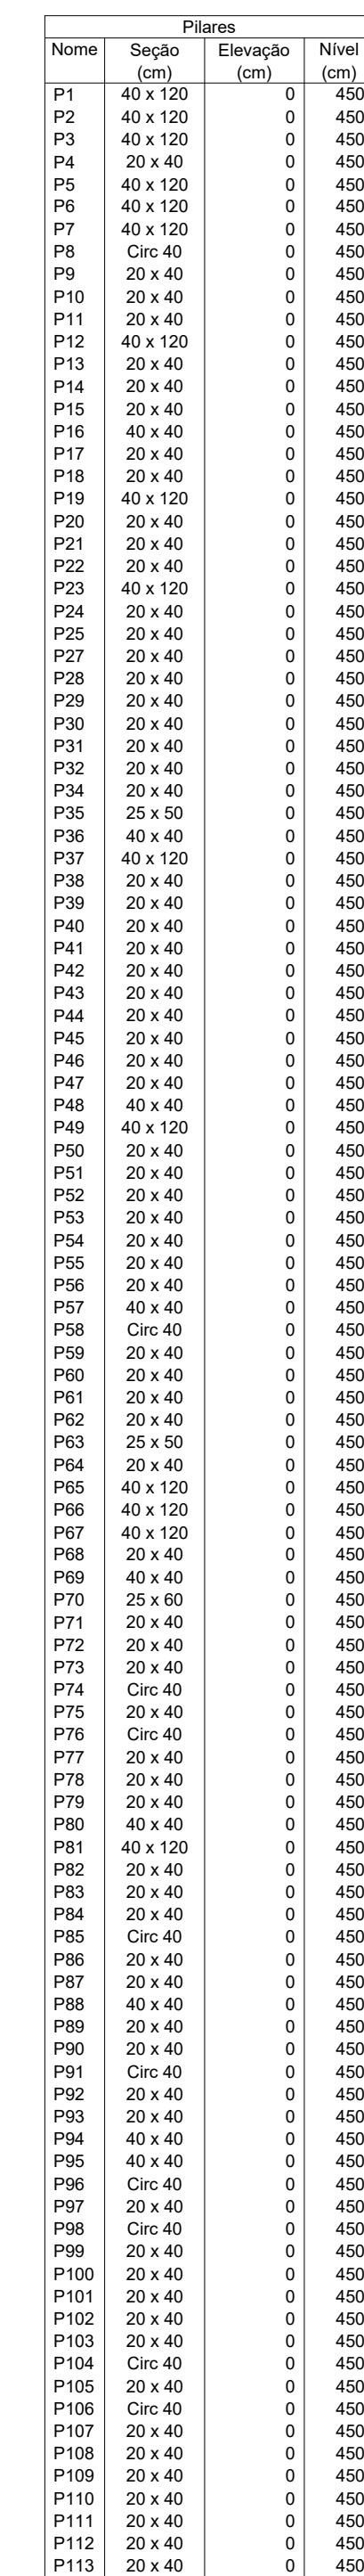 Pilares
Nome Seção Elevação Nível
(cm) (cm) (cm)
P1 40 x 120 0 450
P2 40 x 120 0 450
P3 40 x 120 0 450
P4 20 x 40 0 450
P5 40 x 120 0 450
P6 40 x 120 0 450
P7 40 x 120 0 450
P8 Circ 40 0 450
P9 20 x 40 0 450
P10 20 x 40 0 450
P11 20 x 40 0 450
P12 40 x 120 0 450
P13 20 x 40 0 450
P14 20 x 40 0 450
P15 20 x 40 0 450
P16 40 x 40 0 450
P17 20 x 40 0 450
P18 20 x 40 0 450
P19 40 x 120 0 450
P20 20 x 40 0 450
P21 20 x 40 0 450
P22 20 x 40 0 450
P23 40 x 120 0 450
P24 20 x 40 0 450
P25 20 x 40 0 450
P27 20 x 40 0 450
P28 20 x 40 0 450
P29 20 x 40 0 450
P30 20 x 40 0 450
P31 20 x 40 0 450
P32 20 x 40 0 450
P34 20 x 40 0 450
P35 25 x 50 0 450
P36 40 x 40 0 450
P37 40 x 120 0 450
P38 20 x 40 0 450
P39 20 x 40 0 450
P40 20 x 40 0 450
P41 20 x 40 0 450
P42 20 x 40 0 450
P43 20 x 40 0 450
P44 20 x 40 0 450
P45 20 x 40 0 450
P46 20 x 40 0 450
P47 20 x 40 0 450
P48 40 x 40 0 450
P49 40 x 120 0 450
P50 20 x 40 0 450
P51 20 x 40 0 450
P52 20 x 40 0 450
P53 20 x 40 0 450
P54 20 x 40 0 450
P55 20 x 40 0 450
P56 20 x 40 0 450
P57 40 x 40 0 450
P58 Circ 40 0 450
P59 20 x 40 0 450
P60 20 x 40 0 450
P61 20 x 40 0 450
P62 20 x 40 0 450
P63 25 x 50 0 450
P64 20 x 40 0 450
P65 40 x 120 0 450
P66 40 x 120 0 450
P67 40 x 120 0 450
P68 20 x 40 0 450
P69 40 x 40 0 450
P70 25 x 60 0 450
P71 20 x 40 0 450
P72 20 x 40 0 450
P73 20 x 40 0 450
P74 Circ 40 0 450
P75 20 x 40 0 450
P76 Circ 40 0 450
P77 20 x 40 0 450
P78 20 x 40 0 450
P79 20 x 40 0 450
P80 40 x 40 0 450
P81 40 x 120 0 450
P82 20 x 40 0 450
P83 20 x 40 0 450
P84 20 x 40 0 450
P85 Circ 40 0 450
P86 20 x 40 0 450
P87 20 x 40 0 450
P88 40 x 40 0 450
P89 20 x 40 0 450
P90 20 x 40 0 450
P91 Circ 40 0 450
P92 20 x 40 0 450
P93 20 x 40 0 450
P94 40 x 40 0 450
P95 40 x 40 0 450
P96 Circ 40 0 450
P97 20 x 40 0 450
P98 Circ 40 0 450
P99 20 x 40 0 450
P100 20 x 40 0 450
P101 20 x 40 0 450
P102 20 x 40 0 450
P103 20 x 40 0 450
P104 Circ 40 0 450
P105 20 x 40 0 450
P106 Circ 40 0 450
P107 20 x 40 0 450
P108 20 x 40 0 450
P109 20 x 40 0 450
P110 20 x 40 0 450
P111 20 x 40 0 450
P112 20 x 40 0 450
P113 20 x 40 0 450